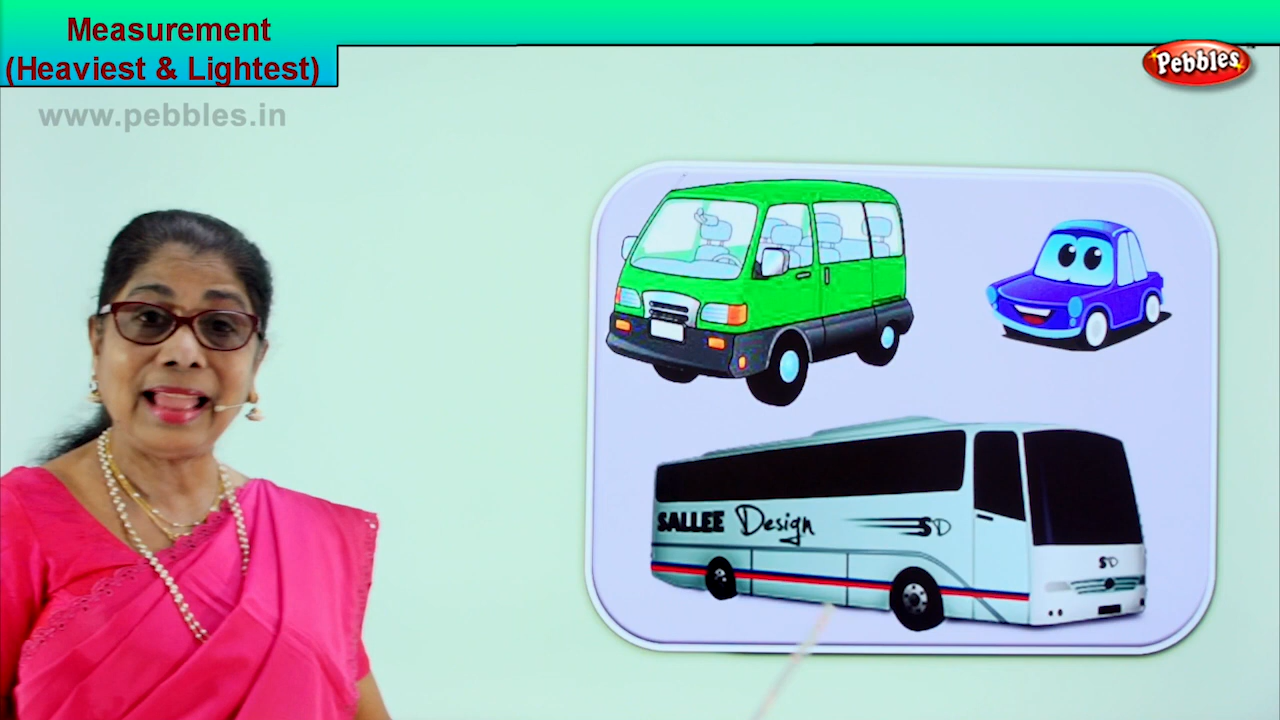 Measurement
(Heaviest & Lightest)
www.pebbles.in
Pebbles
SALLEE Design
SD
SD